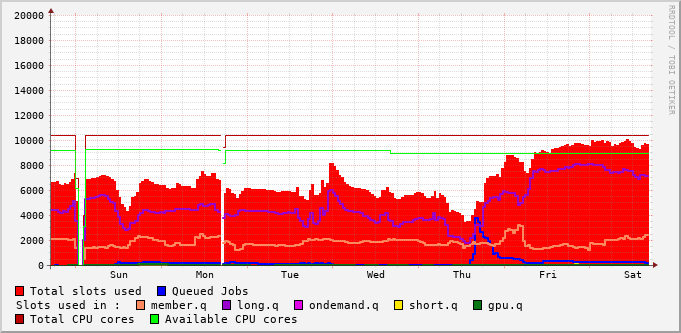 RRDTOOL / TOBI OETIKER
20000
18000
16000
14000
12000
10000
8000
6000
4000
2000
0
Sun Mon Tue Wed Thu Fri Sat
Total slots used Queued Jobs
Slots used in : member.q long.q ondemand.q short.q gpu.q
Total CPU cores Available CPU cores